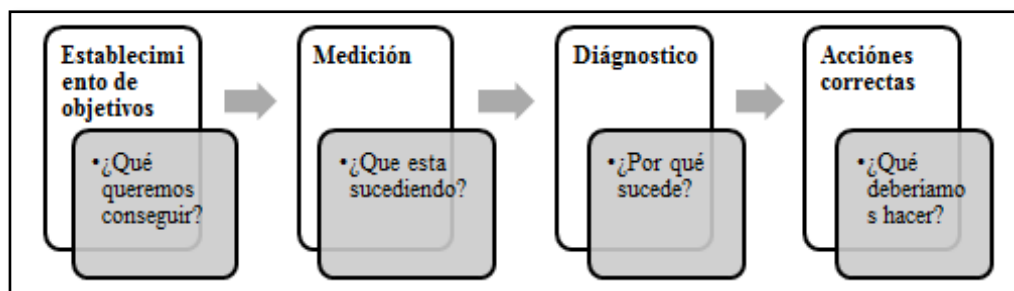 Establecimi
ento de
objetivos
•¿Qué
queremos
conseguir?
Medición
•¿Que esta
sucediendo?
Diágnostico
•¿Por qué
sucede?
Acciónes
correctas
•¿Qué
deberiamo
s hacer?